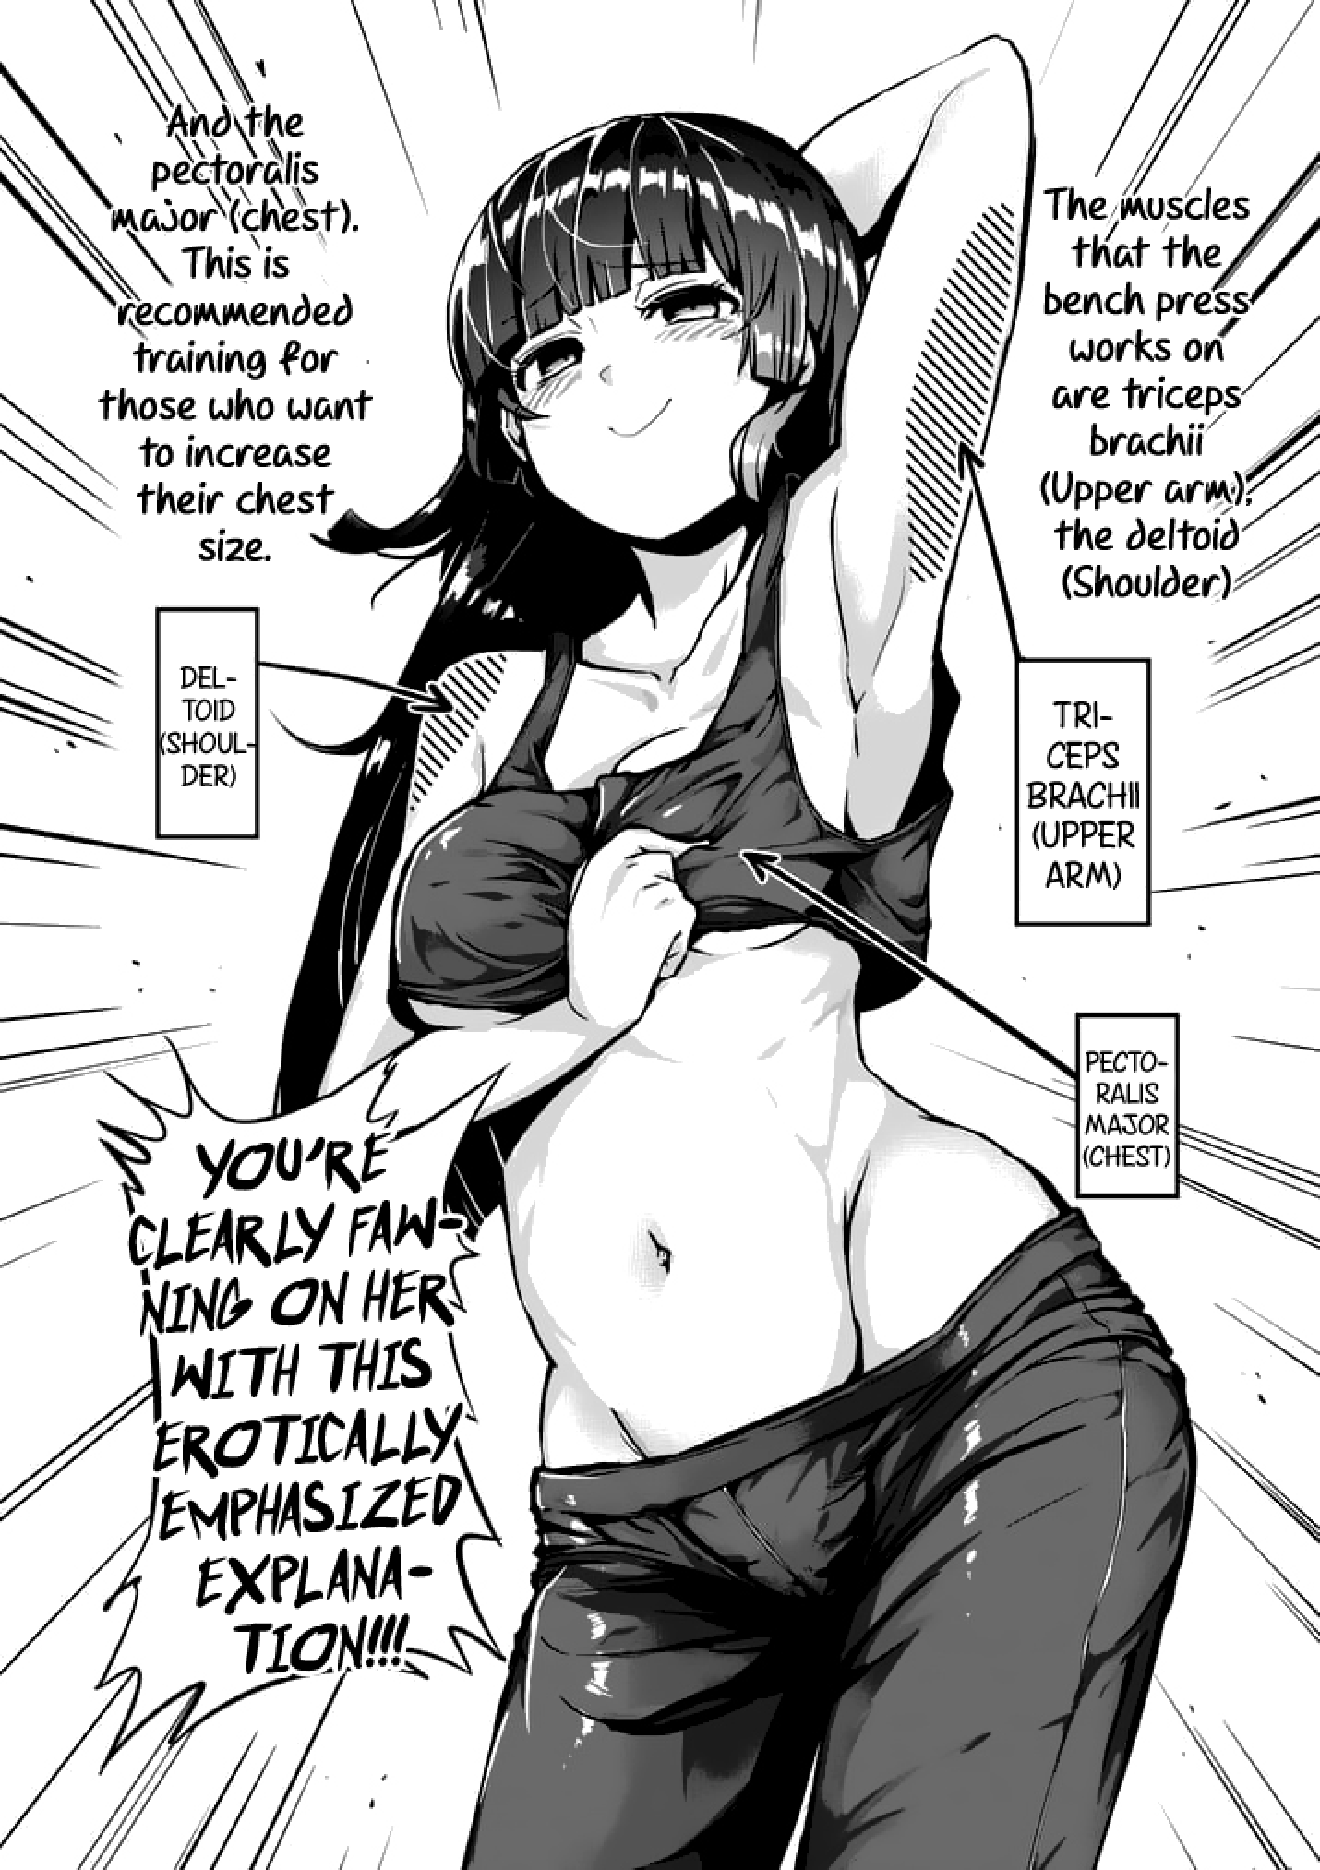 The muscles
that the
bench press
works on
are triceps
brachii
(Upper arm),
the deltoid
(Shoulder)
And the
pectoralis
major (chest).
This is
recommended
training for
those who want
to increase
their chest
size.
DEL-
TOID
(SHOUL-
DER)
TRI-
CEPS
BRACHII
(UPPER
ARM)
PECTO-
RALIS
MAJOR
(CHEST)
YOU'RE
CLEARLY FAW-
NING ON HER
WITH THIS
EROTICALLY
EMPHASIZED
EXPLANA-
TION!!!